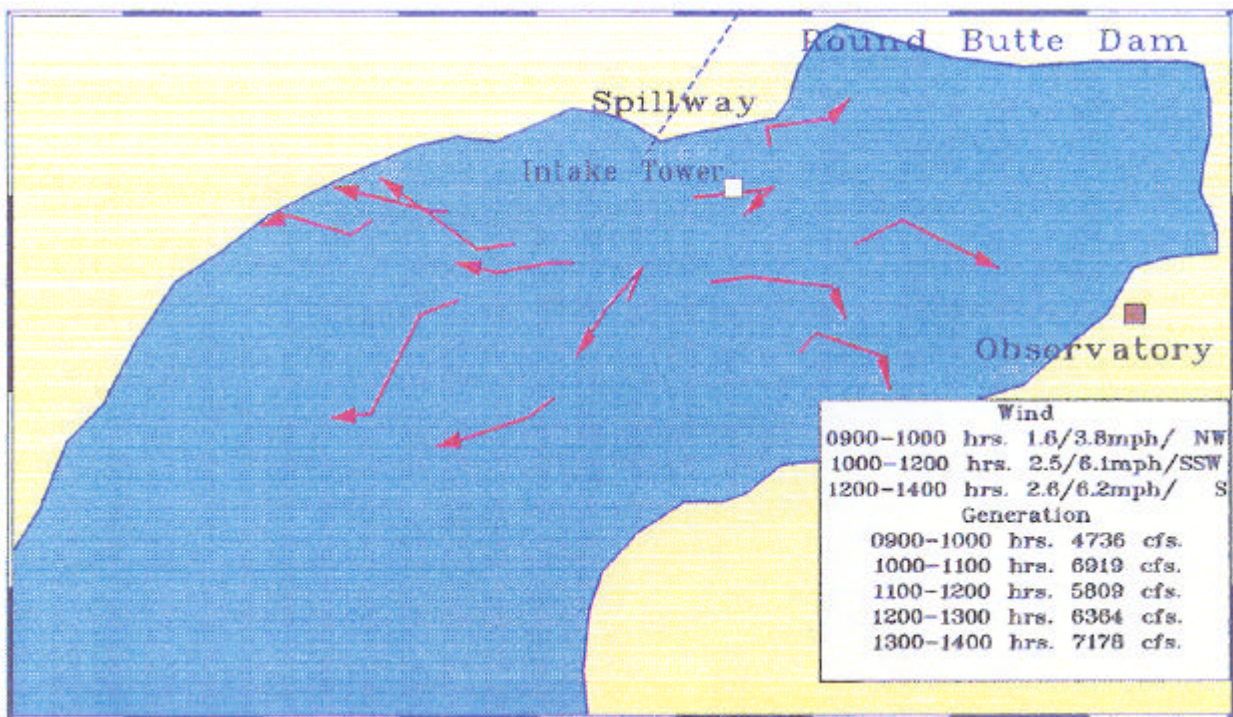 Round Butte Dam
Spillway
Intake Tower
Observatory
Wind
0900-1000 hrs. 1.6/3.8mph/ NW
1000-1200 hrs. 2.5/6.1mph/SSW
1200-1400 hrs. 2.6/6.2mph/ S
Generation
0900-1000 hrs. 4736 cfs.
1000-1100 hrs. 6919 cfs.
1100-1200 hrs. 5809 cfs.
1200-1300 hrs. 6364 cfs.
1300-1400 hrs. 7178 cfs.